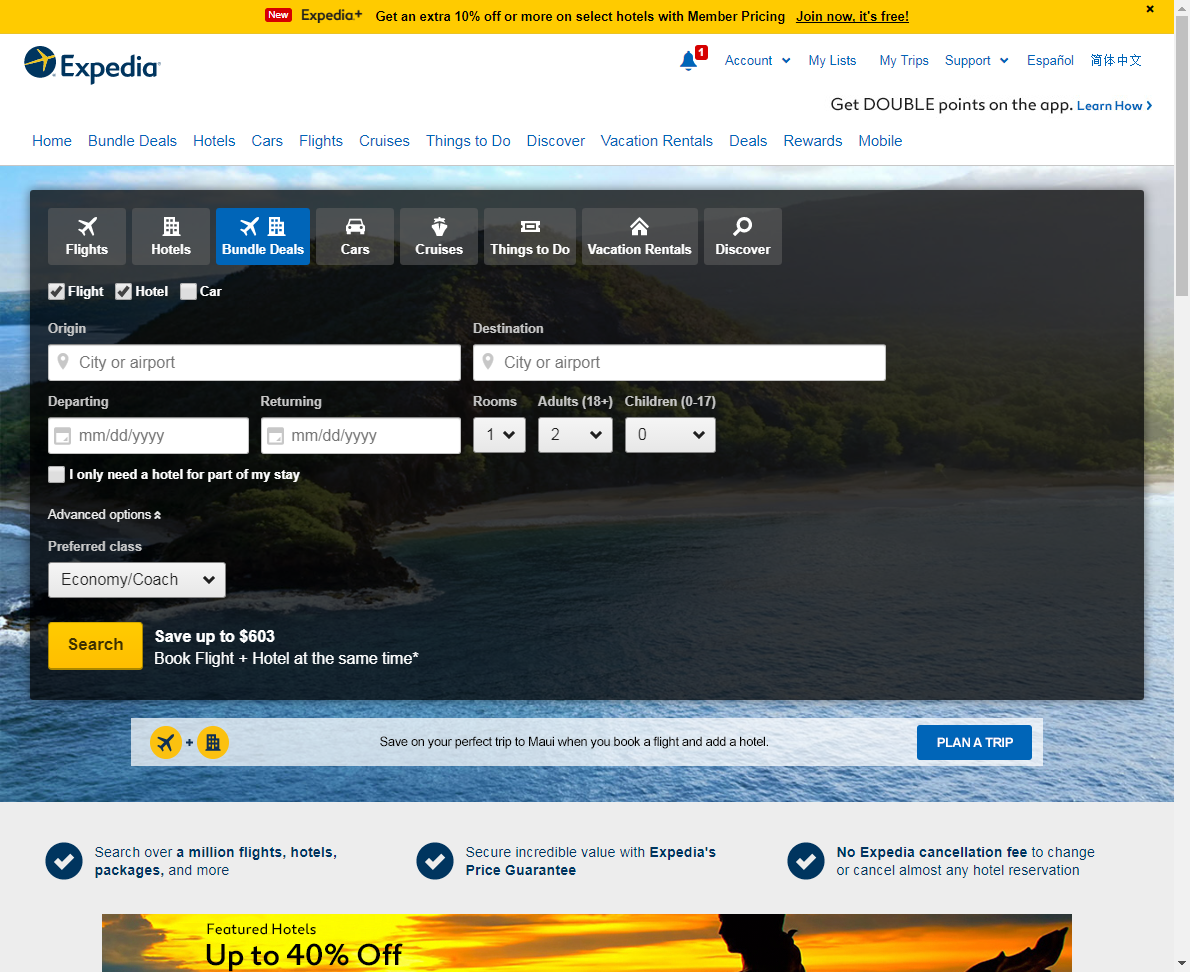 New Expedia+ Get an extra 10% off or more on select hotels with Member Pricing Join now, it's free!
Expedia
1 Account My Lists My Trips Support Español 简体中文
Get DOUBLE points on the app. Learn How
Home Bundle Deals Hotels Cars Flights Cruises Things to Do Discover Vacation Rentals Deals Rewards Mobile
Flights Hotels Bundle Deals Cars Cruises Things to Do Vacation Rentals Discover
Flight Hotel Car
Origin Destination
City or airport City or airport
Departing Returning Rooms Adults (18+) Children (0-17)
mm/dd/yyyy mm/dd/yyyy 1 2 0
I only need a hotel for part of my stay
Advanced options
Preferred class
Economy/Coach
Search
Save up to $603
Book Flight + Hotel at the same time*
+ Save on your perfect trip to Maui when you book a flight and add a hotel. PLAN A TRIP
Search over a million flights, hotels,
packages, and more
Secure incredible value with Expedia's
Price Guarantee
No Expedia cancellation fee to change
or cancel almost any hotel reservation
Featured Hotels
Up to 40% Off